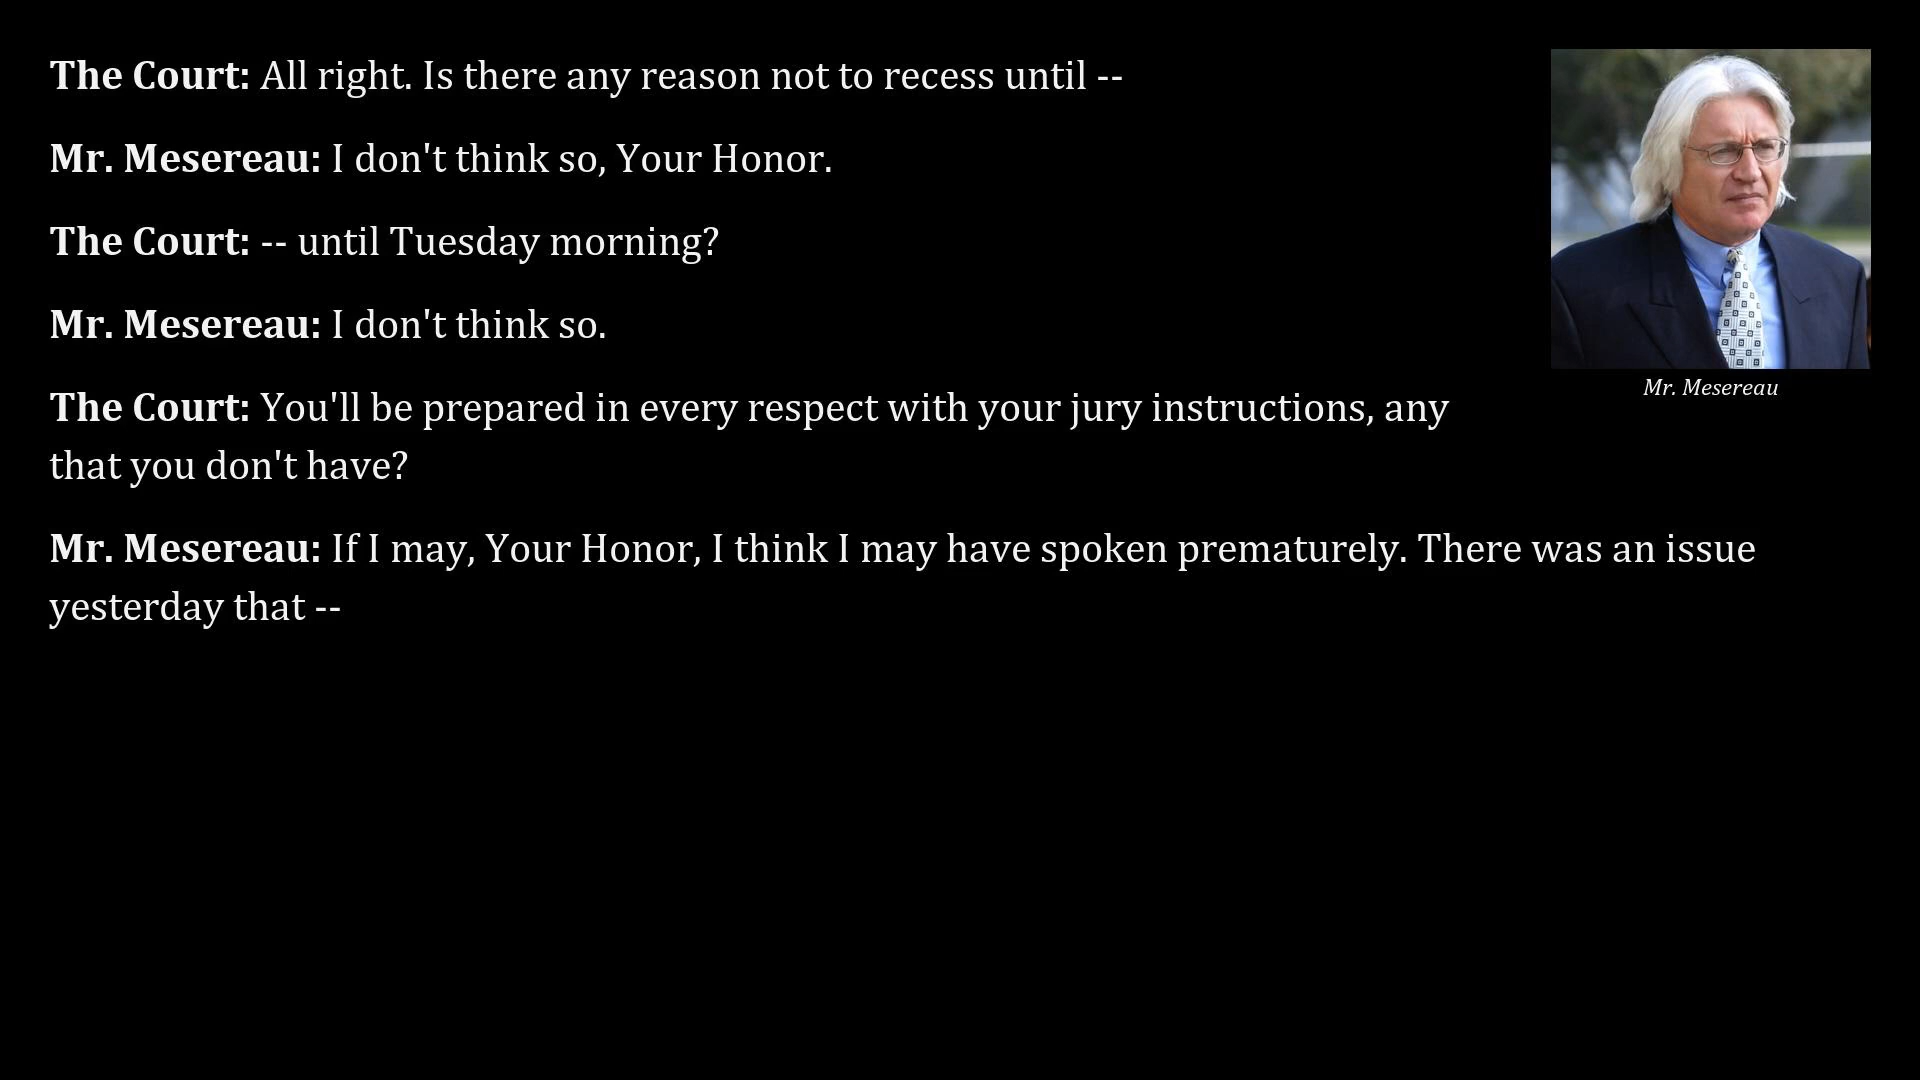 The Court: All right. Is there any reason not to recess until --
Mr. Mesereau: I don't think so, Your Honor.
The Court: -- until Tuesday morning?
Mr. Mesereau: I don't think so.
The Court: You'll be prepared in every respect with your jury instructions, any
that you don't have?
Mr. Mesereau: If I may, Your Honor, I think I may have spoken prematurely. There was an issue
yesterday that --
Mr. Mesereau